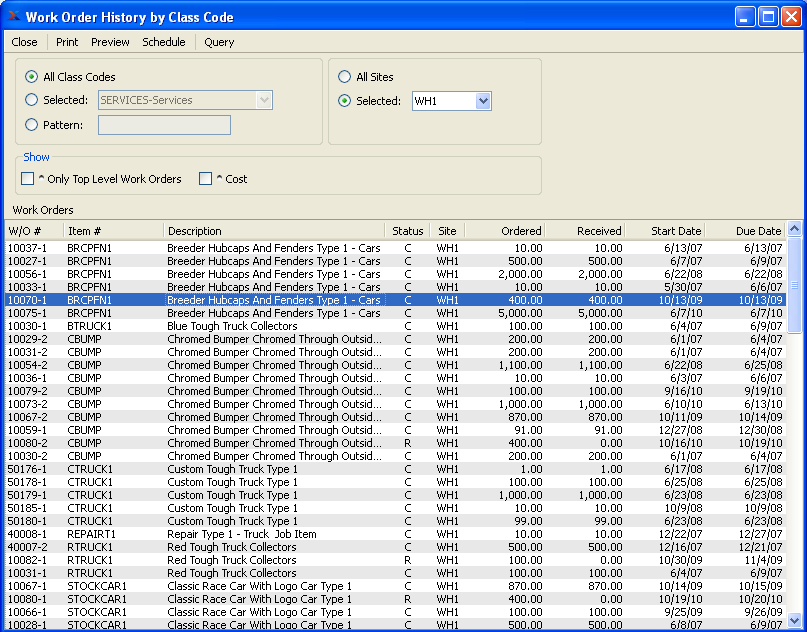 Work Order History by Class Code
Close Print Preview Schedule Query
All Class Codes
Selected: SERVICES-Services
Pattern:
All Sites
Selected: WH1
Show
^ Only Top Level Work Orders ^ Cost
Work Orders
W/O # Item # Description Status Site Ordered Received Start Date Due Date
10037-1 BRCPFN1 Breeder Hubcaps And Fenders Type 1 - Cars C WH1 10.00 10.00 6/13/07 6/13/07
10027-1 BRCPFN1 Breeder Hubcaps And Fenders Type 1 - Cars C WH1 500.00 500.00 6/7/07 6/9/07
10056-1 BRCPFN1 Breeder Hubcaps And Fenders Type 1 - Cars C WH1 2,000.00 2,000.00 6/22/08 6/22/08
10033-1 BRCPFN1 Breeder Hubcaps And Fenders Type 1 - Cars C WH1 10.00 10.00 5/30/07 6/6/07
10070-1 BRCPFN1 Breeder Hubcaps And Fenders Type 1 - Cars C WH1 400.00 400.00 10/13/09 10/13/09
10075-1 BRCPFN1 Breeder Hubcaps And Fenders Type 1 - Cars C WH1 5,000.00 5,000.00 6/7/10 6/7/10
10030-1 BTRUCK1 Blue Tough Truck Collectors C WH1 100.00 100.00 6/4/07 6/9/07
10029-2 CBUMP Chromed Bumper Chromed Through Outsid... C WH1 200.00 200.00 6/1/07 6/4/07
10031-2 CBUMP Chromed Bumper Chromed Through Outsid... C WH1 200.00 200.00 6/1/07 6/4/07
10054-2 CBUMP Chromed Bumper Chromed Through Outsid... C WH1 1,100.00 1,100.00 6/22/08 6/25/08
10036-1 CBUMP Chromed Bumper Chromed Through Outsid... C WH1 10.00 10.00 6/3/07 6/6/07
10079-2 CBUMP Chromed Bumper Chromed Through Outsid... C WH1 100.00 100.00 9/16/10 9/19/10
10073-2 CBUMP Chromed Bumper Chromed Through Outsid... C WH1 1,000.00 1,000.00 6/10/10 6/13/10
10067-2 CBUMP Chromed Bumper Chromed Through Outsid... C WH1 870.00 870.00 10/11/09 10/14/09
10059-1 CBUMP Chromed Bumper Chromed Through Outsid... C WH1 91.00 91.00 12/27/08 12/30/08
10080-2 CBUMP Chromed Bumper Chromed Through Outsid... R WH1 400.00 0.00 10/16/10 10/19/10
10030-2 CBUMP Chromed Bumper Chromed Through Outsid... C WH1 200.00 200.00 6/1/07 6/4/07
50176-1 CTRUCK1 Custom Tough Truck Type 1 C WH1 1.00 1.00 6/17/08 6/17/08
50178-1 CTRUCK1 Custom Tough Truck Type 1 C WH1 100.00 100.00 6/25/08 6/25/08
50179-1 CTRUCK1 Custom Tough Truck Type 1 C WH1 1,000.00 1,000.00 6/23/08 6/23/08
50185-1 CTRUCK1 Custom Tough Truck Type 1 C WH1 10.00 10.00 10/9/08 10/9/08
50180-1 CTRUCK1 Custom Tough Truck Type 1 C WH1 99.00 99.00 6/23/08 6/23/08
40008-1 REPAIRT1 Repair Type 1 - Truck Job Item C WH1 10.00 10.00 12/22/07 12/27/07
40007-2 RTRUCK1 Red Tough Truck Collectors C WH1 500.00 500.00 12/16/07 12/21/07
10082-1 RTRUCK1 Red Tough Truck Collectors R WH1 100.00 0.00 10/30/09 11/4/09
10031-1 RTRUCK1 Red Tough Truck Collectors C WH1 100.00 100.00 6/4/07 6/9/07
10067-1 STOCKCAR1 Classic Race Car With Logo Car Type 1 C WH1 870.00 870.00 10/14/09 10/15/09
10080-1 STOCKCAR1 Classic Race Car With Logo Car Type 1 R WH1 400.00 0.00 10/19/10 10/20/10
10066-1 STOCKCAR1 Classic Race Car With Logo Car Type 1 C WH1 100.00 100.00 9/25/09 9/26/09
10028-1 STOCKCAR1 Classic Race Car With Logo Car Type 1 C WH1 500.00 500.00 6/8/07 6/9/07